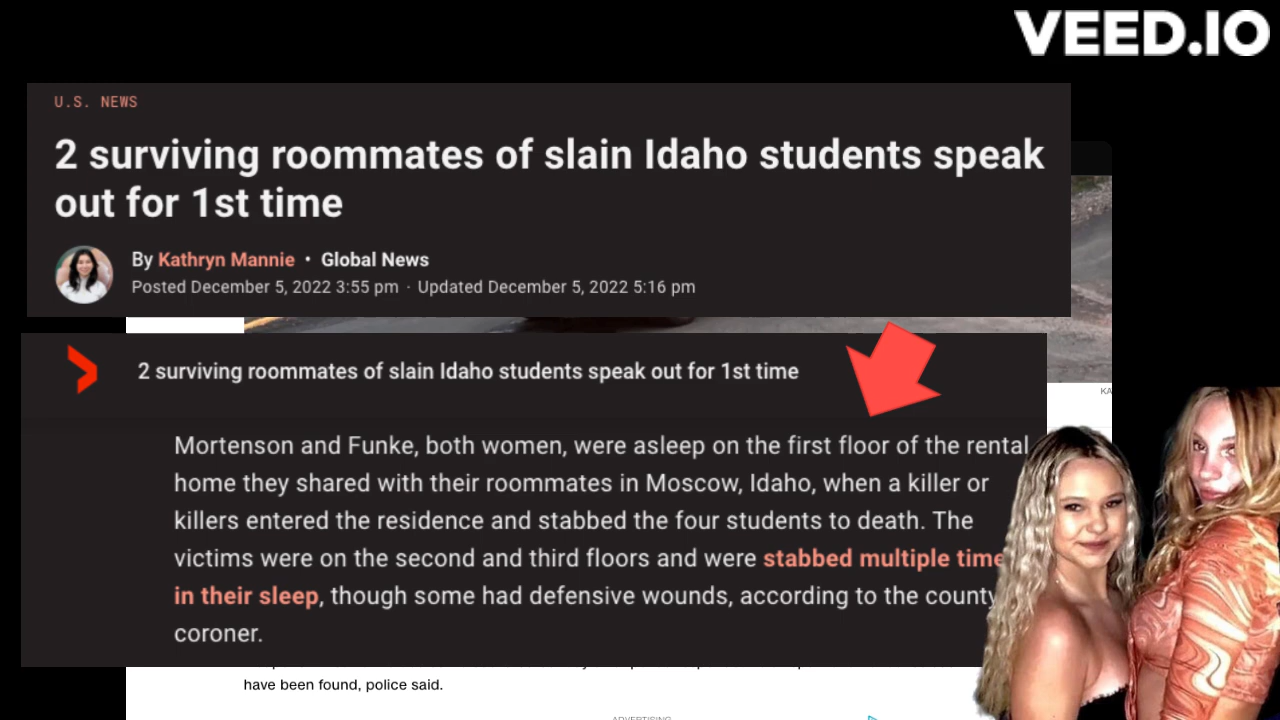 VEED.IO
U.S. NEWS
2 surviving roommates of slain Idaho students speak
out for 1st time
By Kathryn Mannie • Global News
Posted December 5, 2022 3:55 pm · Updated December 5, 2022 5:16 pm
2 surviving roommates of slain Idaho students speak out for 1st time
KA
Mortenson and Funke, both women, were asleep on the first floor of the rental
home they shared with their roommates in Moscow, Idaho, when a killer or
killers entered the residence and stabbed the four students to death. The
victims were on the second and third floors and were stabbed multiple time
in their sleep, though some had defensive wounds, according to the county
coroner.
have been found, police said.
ADVERTISING